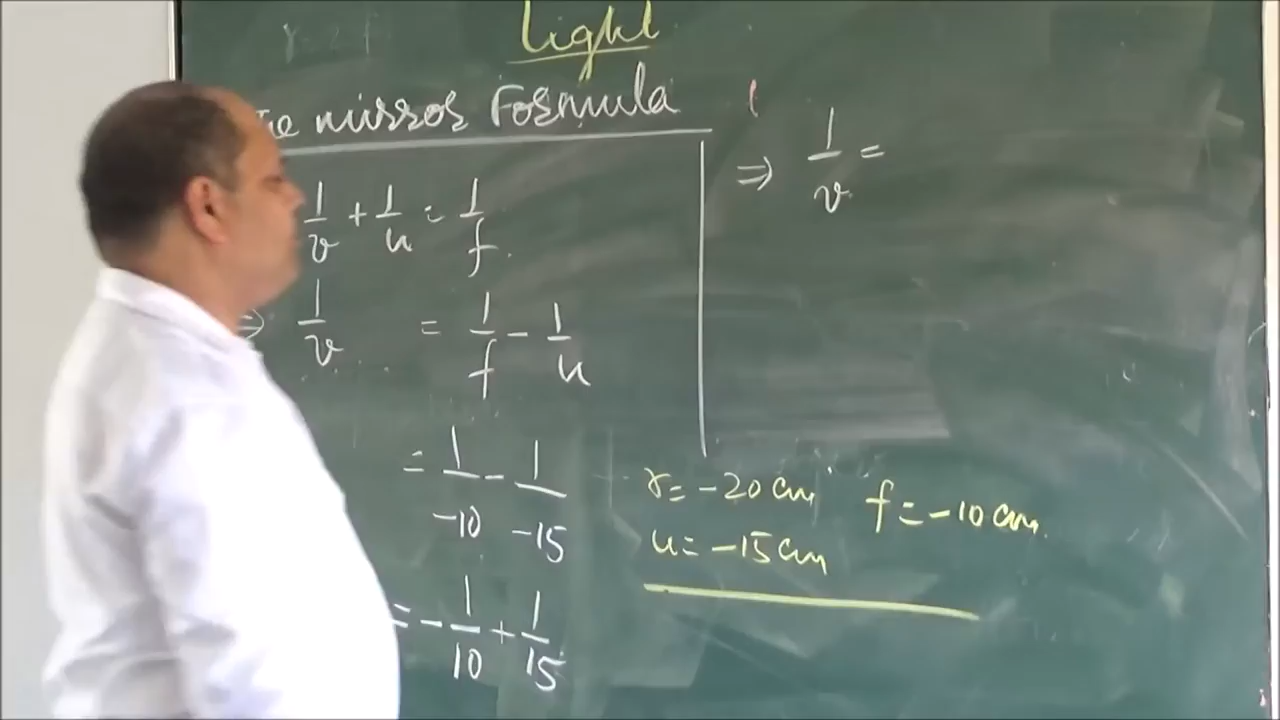 Light
mirror Formula
1/v + 1/u = 1/f
⇒ 1/v = 1/f - 1/u
= 1/-10 - 1/-15
= - 1/10 + 1/15
⇒ 1/v =
r = -20 cm f = -10 cm
u = -15 cm